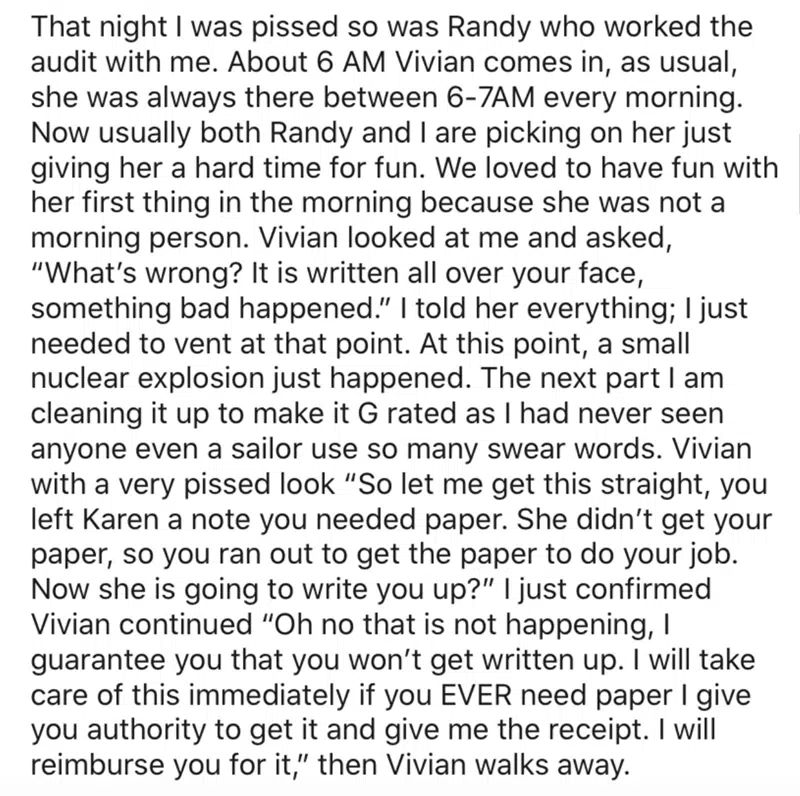 That night I was pissed so was Randy who worked the
audit with me. About 6 AM Vivian comes in, as usual,
she was always there between 6-7AM every morning.
Now usually both Randy and I are picking on her just
giving her a hard time for fun. We loved to have fun with
her first thing in the morning because she was not a
morning person. Vivian looked at me and asked,
“What’s wrong? It is written all over your face,
something bad happened.” I told her everything; I just
needed to vent at that point. At this point, a small
nuclear explosion just happened. The next part I am
cleaning it up to make it G rated as I had never seen
anyone even a sailor use so many swear words. Vivian
with a very pissed look “So let me get this straight, you
left Karen a note you needed paper. She didn’t get your
paper, so you ran out to get the paper to do your job.
Now she is going to write you up?” I just confirmed
Vivian continued “Oh no that is not happening, I
guarantee you that you won’t get written up. I will take
care of this immediately if you EVER need paper I give
you authority to get it and give me the receipt. I will
reimburse you for it,” then Vivian walks away.